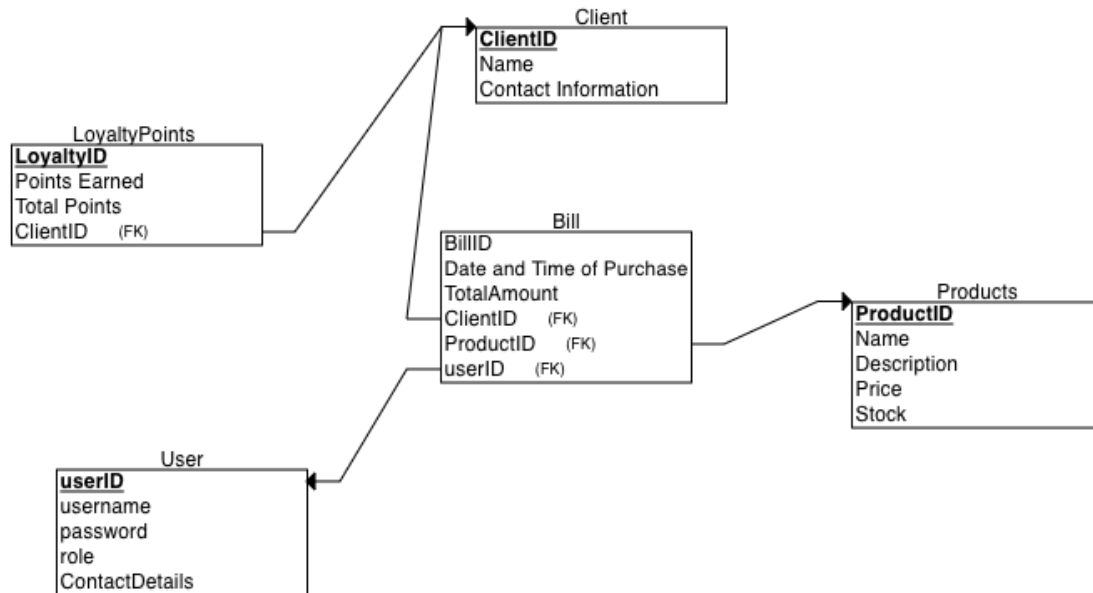 Client
ClientID
Name
Contact Information
LoyaltyPoints
LoyaltyID
Points Earned
Total Points
ClientID (FK)
Bill
BillID
Date and Time of Purchase
TotalAmount
ClientID (FK)
ProductID (FK)
userID (FK)
Products
ProductID
Name
Description
Price
Stock
User
userID
username
password
role
ContactDetails